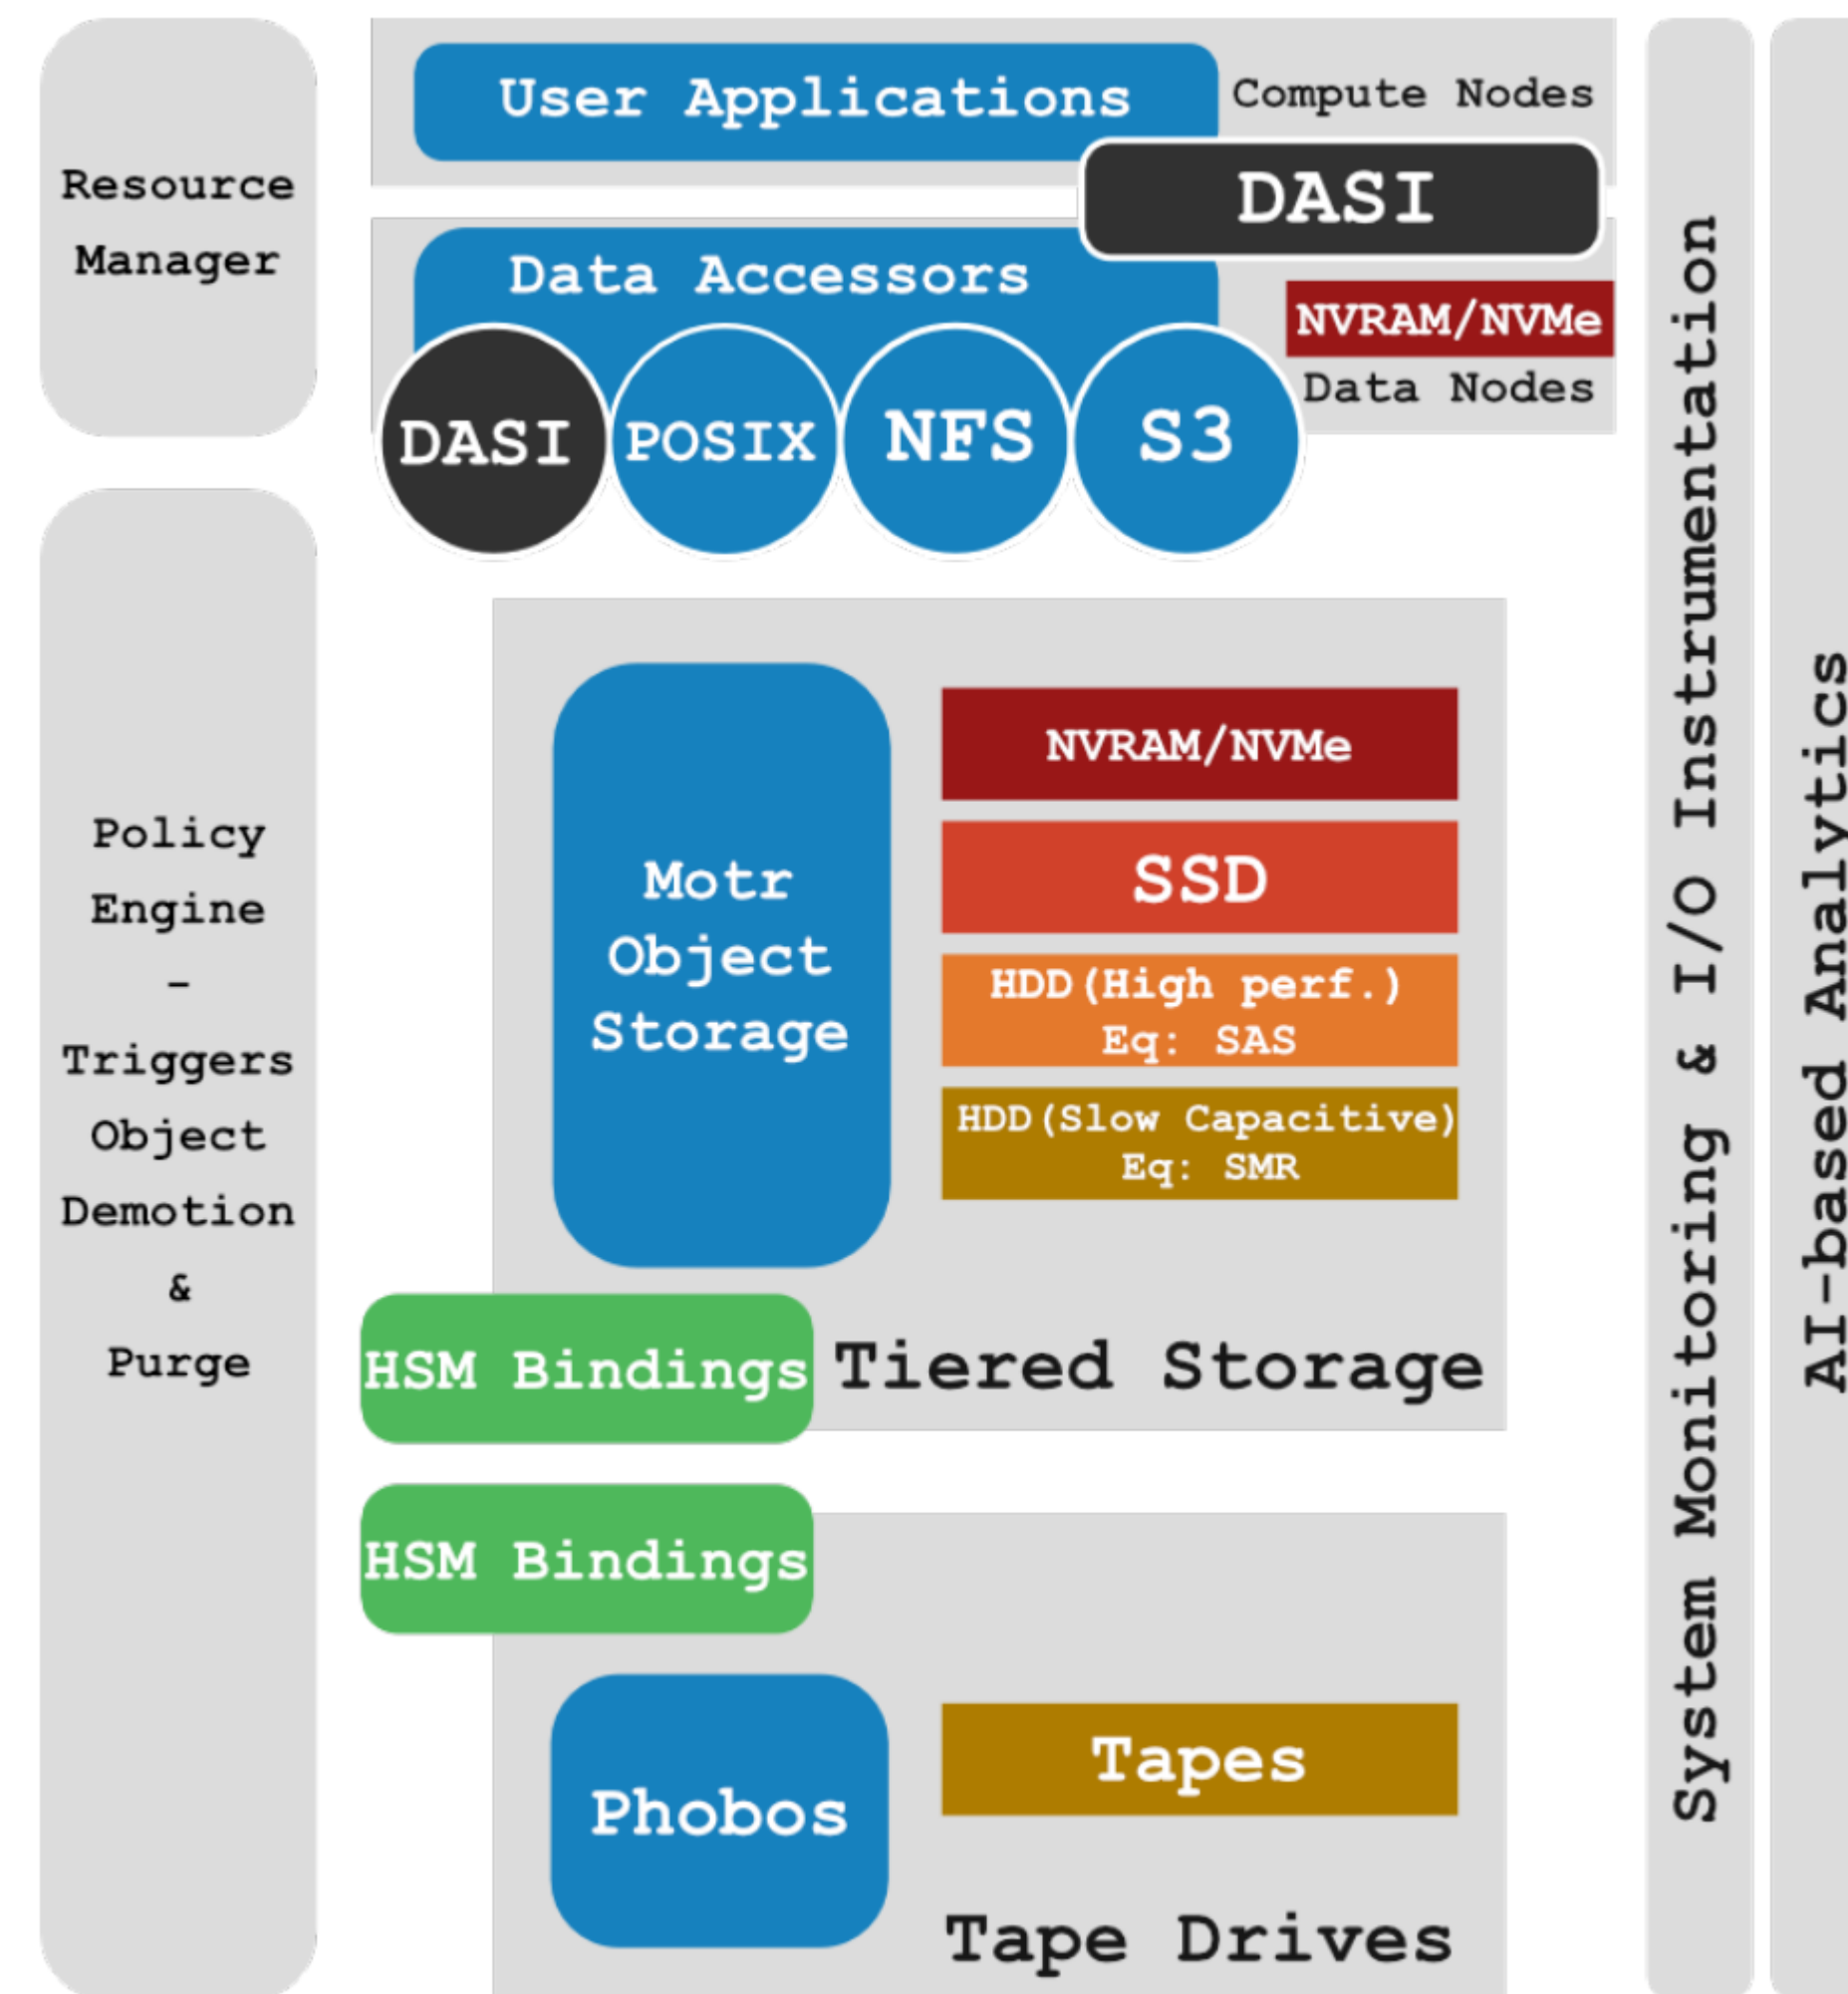 Resource
Manager
Policy
Engine
-
Triggers
Object
Demotion
&
Purge
User Applications
Compute Nodes
DASI
Data Accessors
NVRAM/NVMe
Data Nodes
DASI
POSIX
NFS
S3
Motr
Object
Storage
NVRAM/NVMe
SSD
HDD(High perf.)
Eq: SAS
HDD(Slow Capacitive)
Eq: SMR
HSM Bindings
Tiered Storage
HSM Bindings
Phobos
Tapes
Tape Drives
System Monitoring & I/O Instrumentation
AI-based Analytics